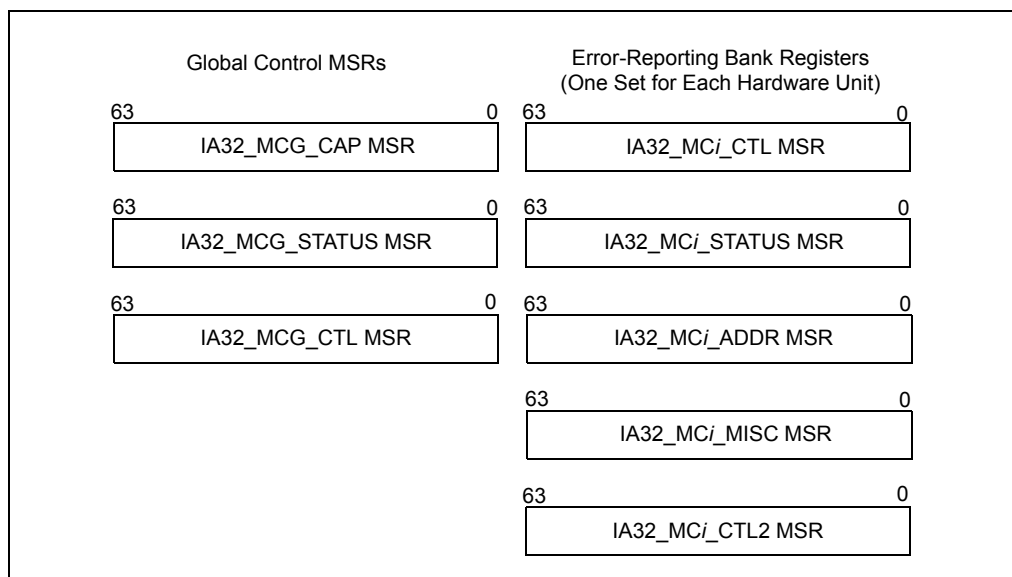 Global Control MSRs
63 0
IA32_MCG_CAP MSR
63 0
IA32_MCG_STATUS MSR
63 0
IA32_MCG_CTL MSR
Error-Reporting Bank Registers
(One Set for Each Hardware Unit)
63 0
IA32_MCi_CTL MSR
63 0
IA32_MCi_STATUS MSR
63 0
IA32_MCi_ADDR MSR
63 0
IA32_MCi_MISC MSR
63 0
IA32_MCi_CTL2 MSR